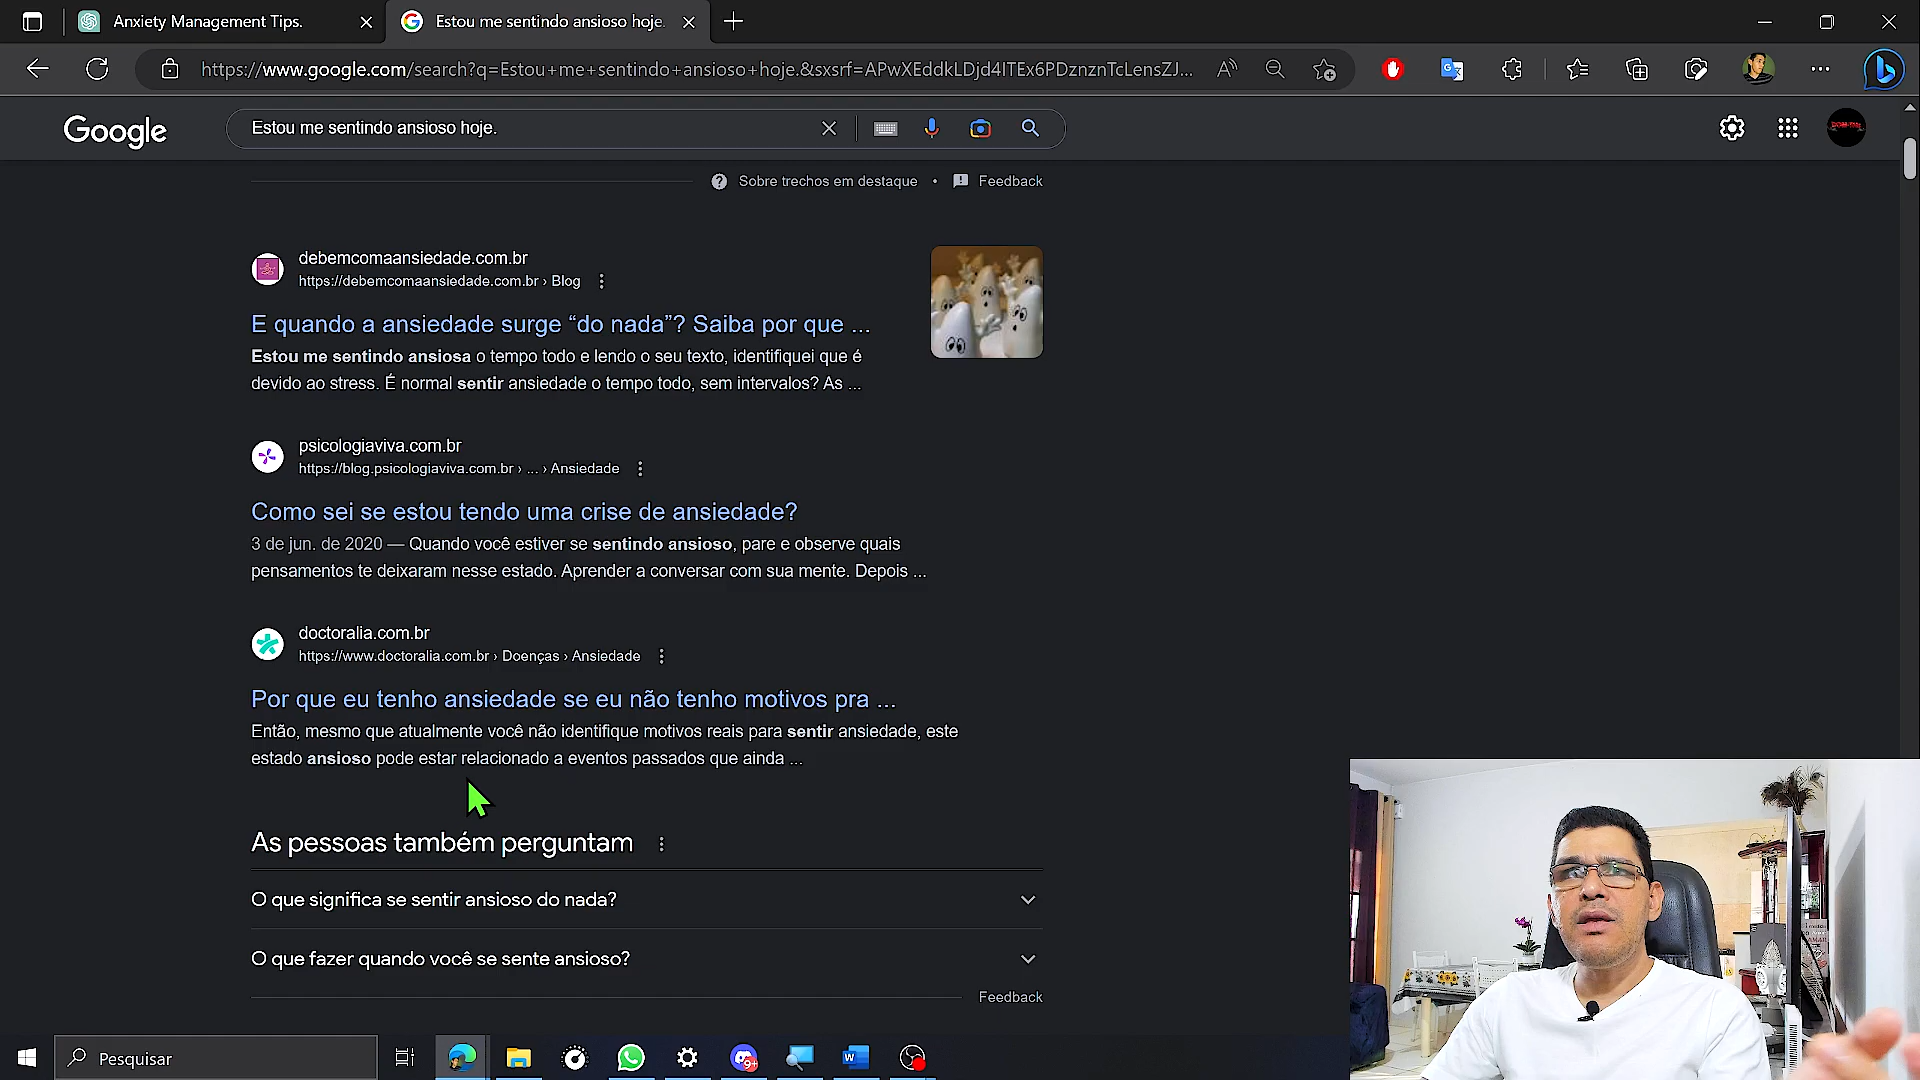 Anxiety Management Tips.
Estou me sentindo ansioso hoje.
https://www.google.com/search?q=Estou+me+sentindo+ansioso+hoje.&sxsrf=APwXEddkLDjd4ITEx6PDznznTcLensZJ...
Google
Estou me sentindo ansioso hoje.
Sobre trechos em destaque • Feedback
debemcomaansiedade.com.br
https://debemcomaansiedade.com.br › Blog
E quando a ansiedade surge “do nada”? Saiba por que ...
Estou me sentindo ansiosa o tempo todo e lendo o seu texto, identifiquei que é
devido ao stress. É normal sentir ansiedade o tempo todo, sem intervalos? As ...
psicologiaviva.com.br
https://blog.psicologiaviva.com.br › ... › Ansiedade
Como sei se estou tendo uma crise de ansiedade?
3 de jun. de 2020 — Quando você estiver se sentindo ansioso, pare e observe quais
pensamentos te deixaram nesse estado. Aprender a conversar com sua mente. Depois ...
doctoralia.com.br
https://www.doctoralia.com.br › Doenças › Ansiedade
Por que eu tenho ansiedade se eu não tenho motivos pra ...
Então, mesmo que atualmente você não identifique motivos reais para sentir ansiedade, este
estado ansioso pode estar relacionado a eventos passados que ainda ...
As pessoas também perguntam
O que significa se sentir ansioso do nada?
O que fazer quando você se sente ansioso?
Feedback
Pesquisar
9+